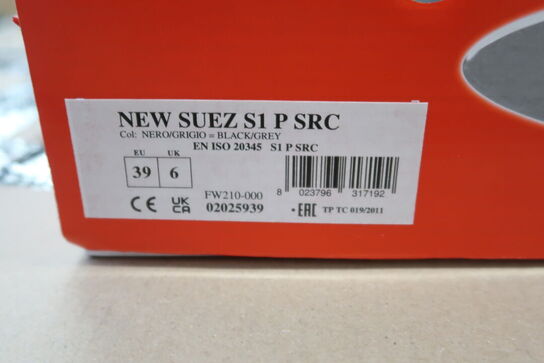 NEW SUEZ S1 P SRC
Col: NERO/GRIGIO = BLACK/GREY
EN ISO 20345 S1 P SRC
EU UK
39 6
8 023796 317192
FW210-000
CE UK CA 02025939
EAC TP TC 019/2011